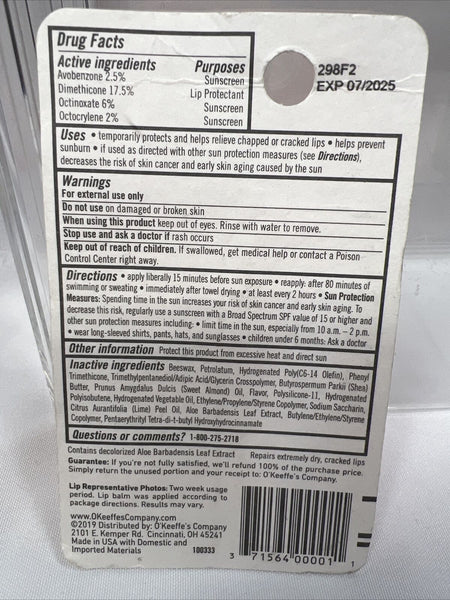 Drug Facts
Active ingredients Purposes
Avobenzone 2.5% Sunscreen
Dimethicone 17.5% Lip Protectant
Octinoxate 6% Sunscreen
Octocrylene 2% Sunscreen
298F2
EXP 07/2025
Uses • temporarily protects and helps relieve chapped or cracked lips • helps prevent
sunburn • if used as directed with other sun protection measures (see Directions),
decreases the risk of skin cancer and early skin aging caused by the sun
Warnings
For external use only
Do not use on damaged or broken skin
When using this product keep out of eyes. Rinse with water to remove.
Stop use and ask a doctor if rash occurs
Keep out of reach of children. If swallowed, get medical help or contact a Poison
Control Center right away.
Directions • apply liberally 15 minutes before sun exposure • reapply: after 80 minutes of
swimming or sweating • immediately after towel drying • at least every 2 hours • Sun Protection
Measures: Spending time in the sun increases your risk of skin cancer and early skin aging. To
decrease this risk, regularly use a sunscreen with a Broad Spectrum SPF value of 15 or higher and
other sun protection measures including: • limit time in the sun, especially from 10 a.m. – 2 p.m.
• wear long-sleeved shirts, pants, hats, and sunglasses • children under 6 months: Ask a doctor
Other information Protect this product from excessive heat and direct sun
Inactive ingredients Beeswax, Petrolatum, Hydrogenated Poly(C6-14 Olefin), Phenyl
Trimethicone, Trimethylpentanediol/Adipic Acid/Glycerin Crosspolymer, Butyrospermum Parkii (Shea)
Butter, Prunus Amygdalus Dulcis (Sweet Almond) Oil, Flavor, Polysilicone-11, Hydrogenated
Polyisobutene, Hydrogenated Vegetable Oil, Ethylene/Propylene/Styrene Copolymer, Sodium Saccharin,
Citrus Aurantifolia (Lime) Peel Oil, Aloe Barbadensis Leaf Extract, Butylene/Ethylene/Styrene
Copolymer, Pentaerythrityl Tetra-di-t-butyl Hydroxyhydrocinnamate
Questions or comments? 1-800-275-2718
Contains decolorized Aloe Barbadensis Leaf Extract Repairs extremely dry, cracked lips
Guarantee: If you're not fully satisfied, we'll refund 100% of the purchase price.
Simply return the unused portion and your receipt to O'Keeffe's Company.
Lip Representative Photos: Two week usage
period. Lip balm was applied according to
package directions. Results may vary.
www.OKeeffesCompany.com
©2019 Distributed by: O'Keeffe's Company
2101 E. Kemper Rd. Cincinnati, OH 45241
Made in USA with Domestic and
Imported Materials 100333
3 71564 00001 1